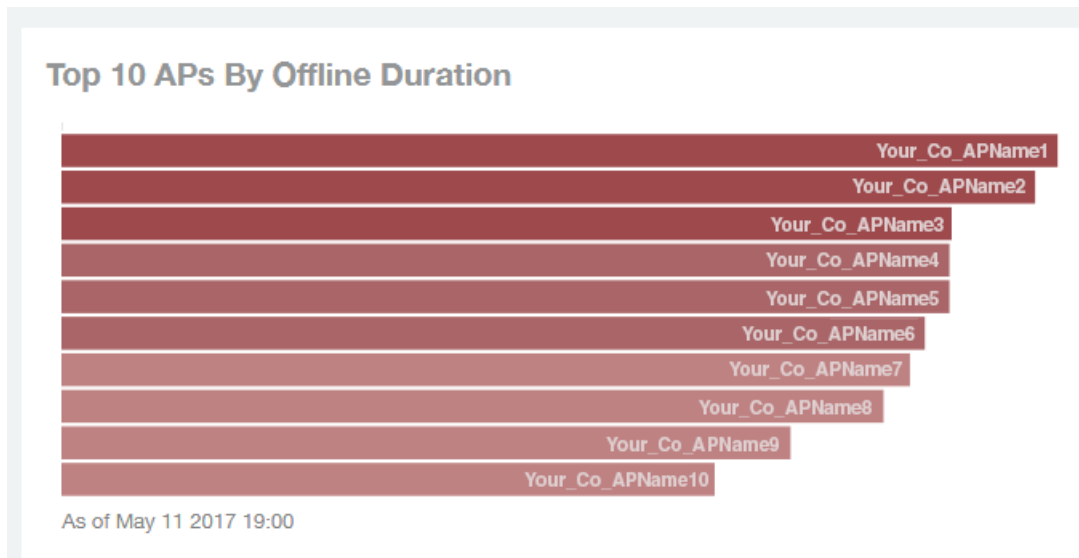 Top 10 APs By Offline Duration
Your_Co_APName1
Your_Co_APName2
Your_Co_APName3
Your_Co_APName4
Your_Co_APName5
Your_Co_APName6
Your_Co_APName7
Your_Co_APName8
Your_Co_APName9
Your_Co_APName10
As of May 11 2017 19:00